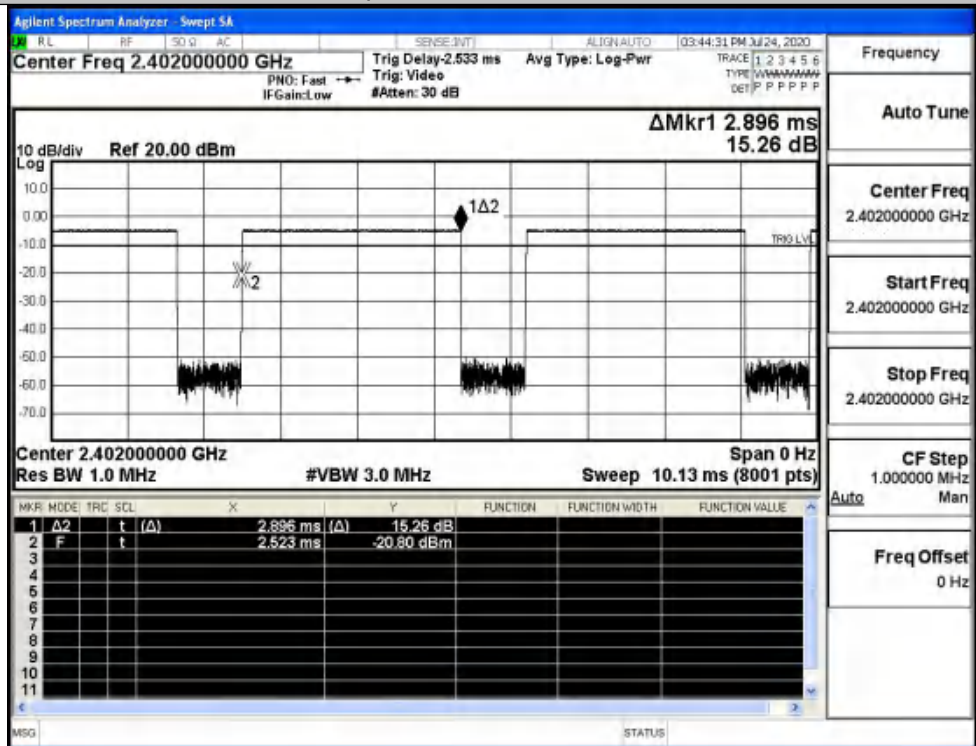 Agilent Spectrum Analyzer - Swept SA
RL RF 50 Ω AC SENSE:INT ALIGN AUTO 03:44:31 PM Jul 24, 2020
Center Freq 2.402000000 GHz
PNO: Fast
IFGain:Low
Trig Delay-2.533 ms
Trig: Video
#Atten: 30 dB
Avg Type: Log-Pwr
TRACE 1 2 3 4 5 6
TYPE
DET P P P P P P
ΔMkr1 2.896 ms
15.26 dB
10 dB/div Ref 20.00 dBm
Log
10.0
0.00
-10.0
-20.0
-30.0
-40.0
-50.0
-60.0
-70.0
1Δ2
2
TRIG LVL
Center 2.402000000 GHz Span 0 Hz
Res BW 1.0 MHz #VBW 3.0 MHz Sweep 10.13 ms (8001 pts)
MKR MODE TRC SCL X Y FUNCTION FUNCTION WIDTH FUNCTION VALUE
1 Δ2 t (Δ) 2.896 ms (Δ) 15.26 dB
2 F t 2.523 ms -20.80 dBm
3
4
5
6
7
8
9
10
11
MSG STATUS
Frequency
Auto Tune
Center Freq
2.402000000 GHz
Start Freq
2.402000000 GHz
Stop Freq
2.402000000 GHz
CF Step
1.000000 MHz
Auto Man
Freq Offset
0 Hz